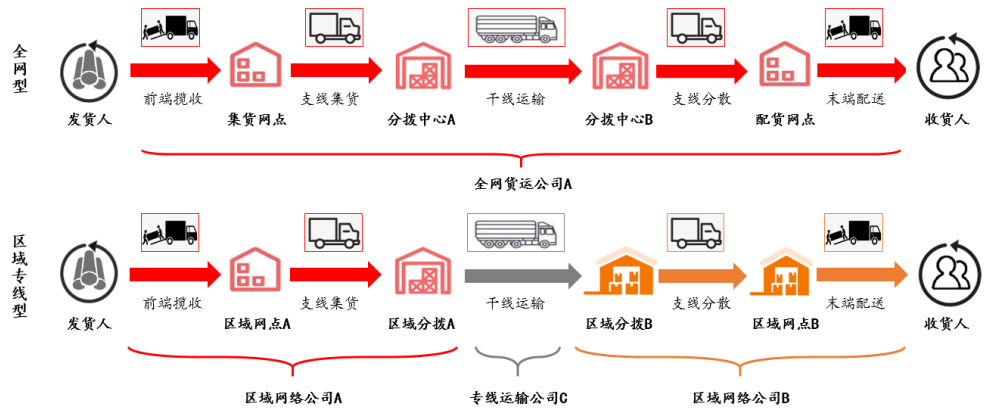 全网型
前端揽收 支线集货 干线运输 支线分散 末端配送
发货人 集货网点 分拨中心A 分拨中心B 配货网点 收货人
全网货运公司A
区域专线型
前端揽收 支线集货 干线运输 支线分散 末端配送
发货人 区域网点A 区域分拨A 区域分拨B 区域网点B 收货人
区域网络公司A 专线运输公司C 区域网络公司B